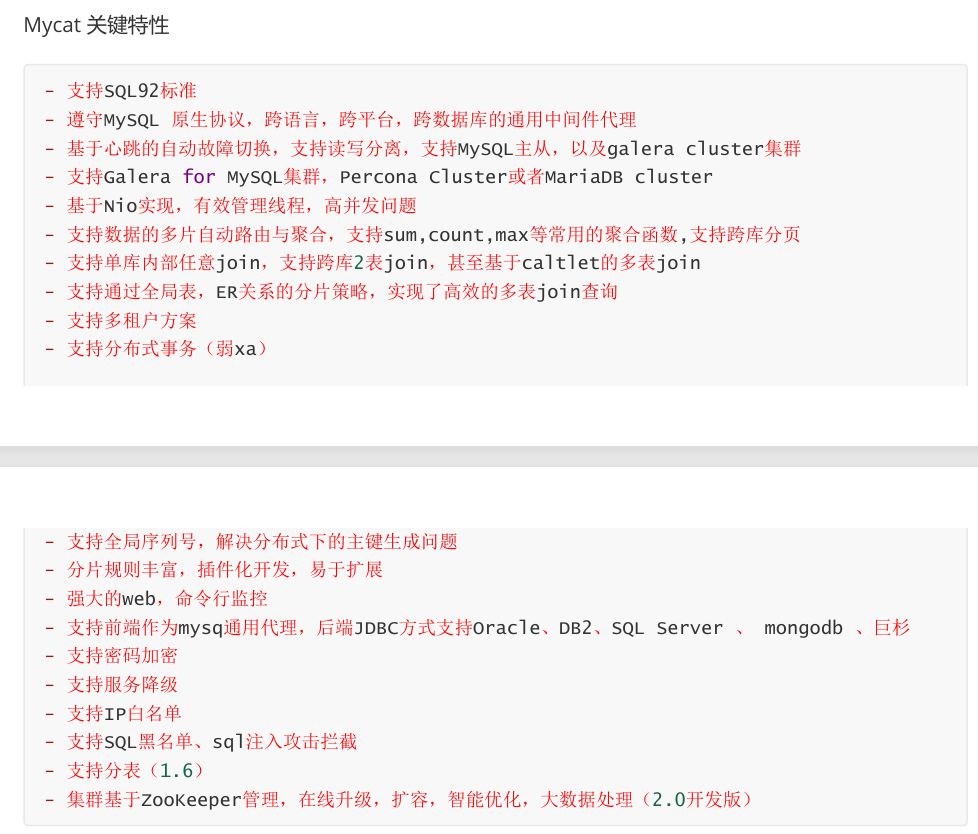 Mycat 关键特性
- 支持SQL92标准
- 遵守MySQL 原生协议，跨语言，跨平台，跨数据库的通用中间件代理
- 基于心跳的自动故障切换，支持读写分离，支持MySQL主从，以及galera cluster集群
- 支持Galera for MySQL集群，Percona Cluster或者MariaDB cluster
- 基于Nio实现，有效管理线程，高并发问题
- 支持数据的多片自动路由与聚合，支持sum,count,max等常用的聚合函数,支持跨库分页
- 支持单库内部任意join，支持跨库2表join，甚至基于caltlet的多表join
- 支持通过全局表，ER关系的分片策略，实现了高效的多表join查询
- 支持多租户方案
- 支持分布式事务（弱xa）
- 支持全局序列号，解决分布式下的主键生成问题
- 分片规则丰富，插件化开发，易于扩展
- 强大的web，命令行监控
- 支持前端作为mysq通用代理，后端JDBC方式支持Oracle、DB2、SQL Server 、 mongodb 、巨杉
- 支持密码加密
- 支持服务降级
- 支持IP白名单
- 支持SQL黑名单、sql注入攻击拦截
- 支持分表（1.6）
- 集群基于ZooKeeper管理，在线升级，扩容，智能优化，大数据处理（2.0开发版）